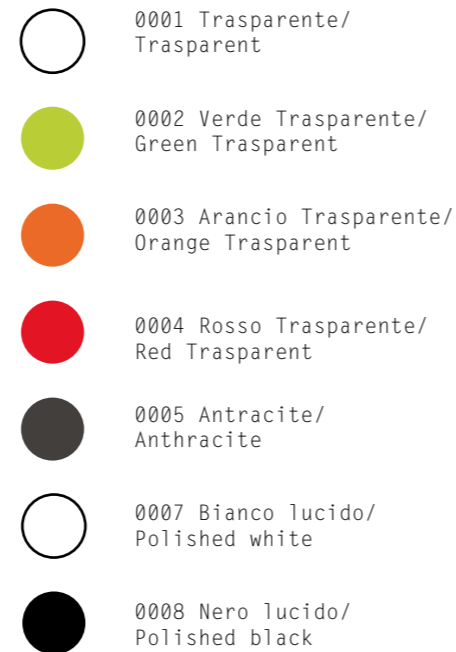 0001 Trasparente/
Trasparent
0002 Verde Trasparente/
Green Trasparent
0003 Arancio Trasparente/
Orange Trasparent
0004 Rosso Trasparente/
Red Trasparent
0005 Antracite/
Anthracite
0007 Bianco lucido/
Polished white
0008 Nero lucido/
Polished black